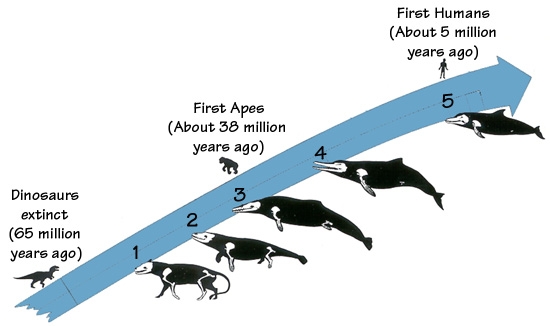 First Humans
(About 5 million
years ago)
5
First Apes
(About 38 million
years ago)
4
3
Dinosaurs
extinct
(65 million
years ago)
2
1